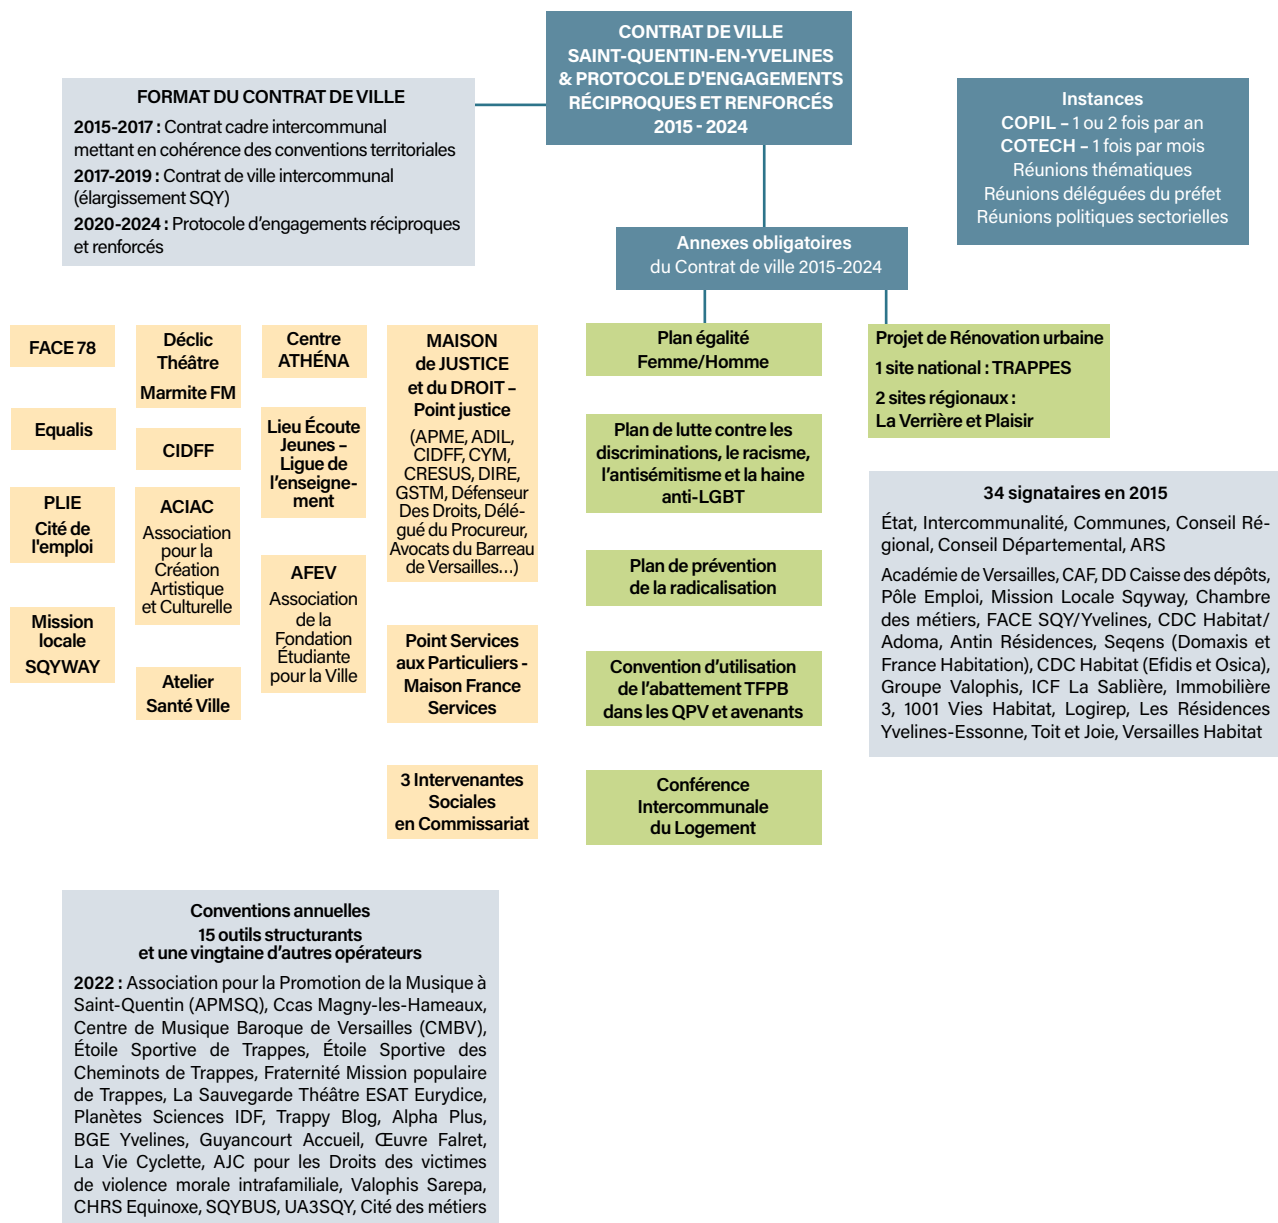 CONTRAT DE VILLE
SAINT-QUENTIN-EN-YVELINES
& PROTOCOLE D'ENGAGEMENTS
RÉCIPROQUES ET RENFORCÉS
2015 - 2024
FORMAT DU CONTRAT DE VILLE
2015-2017 : Contrat cadre intercommunal
mettant en cohérence des conventions territoriales
2017-2019 : Contrat de ville intercommunal
(élargissement SQY)
2020-2024 : Protocole d’engagements réciproques
et renforcés
Instances
COPIL – 1 ou 2 fois par an
COTECH – 1 fois par mois
Réunions thématiques
Réunions déléguées du préfet
Réunions politiques sectorielles
Annexes obligatoires
du Contrat de ville 2015-2024
FACE 78
Equalis
PLIE
Cité de
l'emploi
Mission
locale
SQYWAY
Déclic
Théâtre
Marmite FM
CIDFF
ACIAC
Association
pour la
Création
Artistique
et Culturelle
Atelier
Santé Ville
Centre
ATHÉNA
Lieu Écoute
Jeunes –
Ligue de
l’enseigne-
ment
AFEV
Association
de la
Fondation
Étudiante
pour la Ville
MAISON
de JUSTICE
et du DROIT –
Point justice
(APME, ADIL,
CIDFF, CYM,
CRESUS, DIRE,
GSTM, Défenseur
Des Droits, Délé-
gué du Procureur,
Avocats du Barreau
de Versailles…)
Point Services
aux Particuliers -
Maison France
Services
3 Intervenantes
Sociales
en Commissariat
Plan égalité
Femme/Homme
Plan de lutte contre les
discriminations, le racisme,
l’antisémitisme et la haine
anti-LGBT
Plan de prévention
de la radicalisation
Convention d’utilisation
de l’abattement TFPB
dans les QPV et avenants
Conférence
Intercommunale
du Logement
Projet de Rénovation urbaine
1 site national : TRAPPES
2 sites régionaux :
La Verrière et Plaisir
34 signataires en 2015
État, Intercommunalité, Communes, Conseil Ré-
gional, Conseil Départemental, ARS
Académie de Versailles, CAF, DD Caisse des dépôts,
Pôle Emploi, Mission Locale Sqyway, Chambre
des métiers, FACE SQY/Yvelines, CDC Habitat/
Adoma, Antin Résidences, Seqens (Domaxis et
France Habitation), CDC Habitat (Efidis et Osica),
Groupe Valophis, ICF La Sablière, Immobilière
3, 1001 Vies Habitat, Logirep, Les Résidences
Yvelines-Essonne, Toit et Joie, Versailles Habitat
Conventions annuelles
15 outils structurants
et une vingtaine d’autres opérateurs
2022 : Association pour la Promotion de la Musique à
Saint-Quentin (APMSQ), Ccas Magny-les-Hameaux,
Centre de Musique Baroque de Versailles (CMBV),
Étoile Sportive de Trappes, Étoile Sportive des
Cheminots de Trappes, Fraternité Mission populaire
de Trappes, La Sauvegarde Théâtre ESAT Eurydice,
Planètes Sciences IDF, Trappy Blog, Alpha Plus,
BGE Yvelines, Guyancourt Accueil, Œuvre Falret,
La Vie Cyclette, AJC pour les Droits des victimes
de violence morale intrafamiliale, Valophis Sarepa,
CHRS Equinoxe, SQYBUS, UA3SQY, Cité des métiers